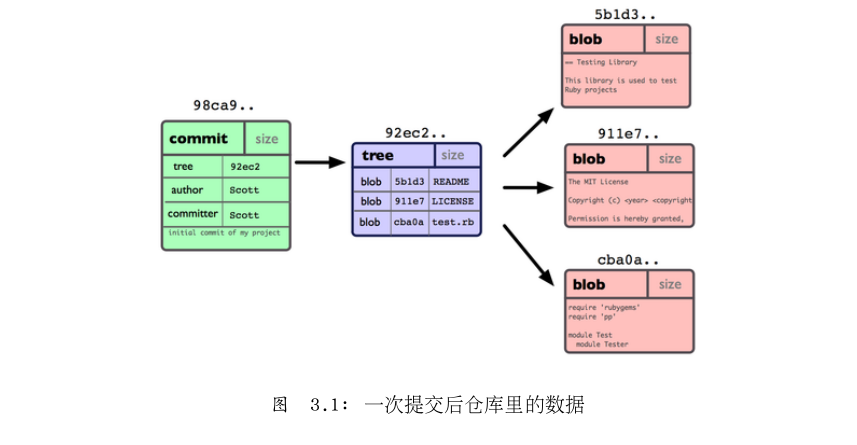 98ca9..
commit size
tree 92ec2
author Scott
committer Scott
initial commit of my project
92ec2..
tree size
blob 5b1d3 README
blob 911e7 LICENSE
blob cba0a test.rb
5b1d3..
blob size
== Testing Library
This library is used to test
Ruby projects
911e7..
blob size
The MIT License
Copyright (c) <year> <copyright
Permission is hereby granted,
cba0a..
blob size
require 'rubygems'
require 'pp'
module Test
module Tester
图 3.1: 一次提交后仓库里的数据